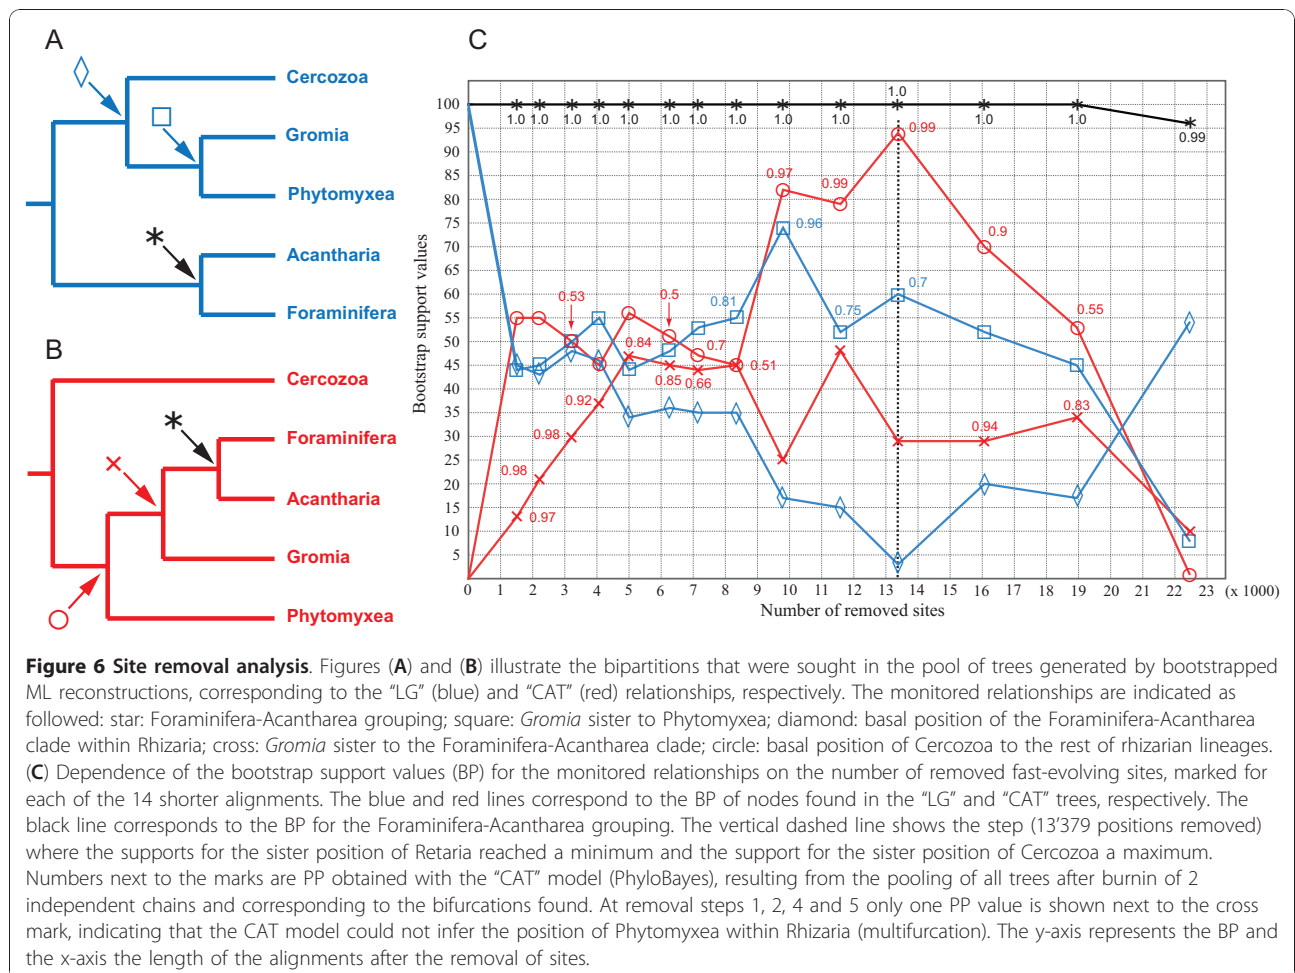 A
Cercozoa
Gromia
Phytomyxea
Acantharia
Foraminifera
B
Cercozoa
Foraminifera
Acantharia
Gromia
Phytomyxea
C
Bootstrap support values
100
95
90
85
80
75
70
65
60
55
50
45
40
35
30
25
20
15
10
5
1.0
1.0 1.0 1.0 1.0 1.0 1.0 1.0 1.0 1.0 1.0 1.0 1.0
0.99
0.99
0.97
0.99
0.96
0.9
0.7
0.75
0.81
0.53
0.5
0.55
0.84
0.7
0.51
0.85 0.66
0.92
0.83
0.98
0.94
0.98
0.97
0 1 2 3 4 5 6 7 8 9 10 11 12 13 14 15 16 17 18 19 20 21 22 23 (x 1000)
Number of removed sites
Figure 6 Site removal analysis. Figures (A) and (B) illustrate the bipartitions that were sought in the pool of trees generated by bootstrapped
ML reconstructions, corresponding to the “LG” (blue) and “CAT” (red) relationships, respectively. The monitored relationships are indicated as
followed: star: Foraminifera-Acantharea grouping; square: Gromia sister to Phytomyxea; diamond: basal position of the Foraminifera-Acantharea
clade within Rhizaria; cross: Gromia sister to the Foraminifera-Acantharea clade; circle: basal position of Cercozoa to the rest of rhizarian lineages.
(C) Dependence of the bootstrap support values (BP) for the monitored relationships on the number of removed fast-evolving sites, marked for
each of the 14 shorter alignments. The blue and red lines correspond to the BP of nodes found in the “LG” and “CAT” trees, respectively. The
black line corresponds to the BP for the Foraminifera-Acantharea grouping. The vertical dashed line shows the step (13’379 positions removed)
where the supports for the sister position of Retaria reached a minimum and the support for the sister position of Cercozoa a maximum.
Numbers next to the marks are PP obtained with the “CAT” model (PhyloBayes), resulting from the pooling of all trees after burnin of 2
independent chains and corresponding to the bifurcations found. At removal steps 1, 2, 4 and 5 only one PP value is shown next to the cross
mark, indicating that the CAT model could not infer the position of Phytomyxea within Rhizaria (multifurcation). The y-axis represents the BP and
the x-axis the length of the alignments after the removal of sites.